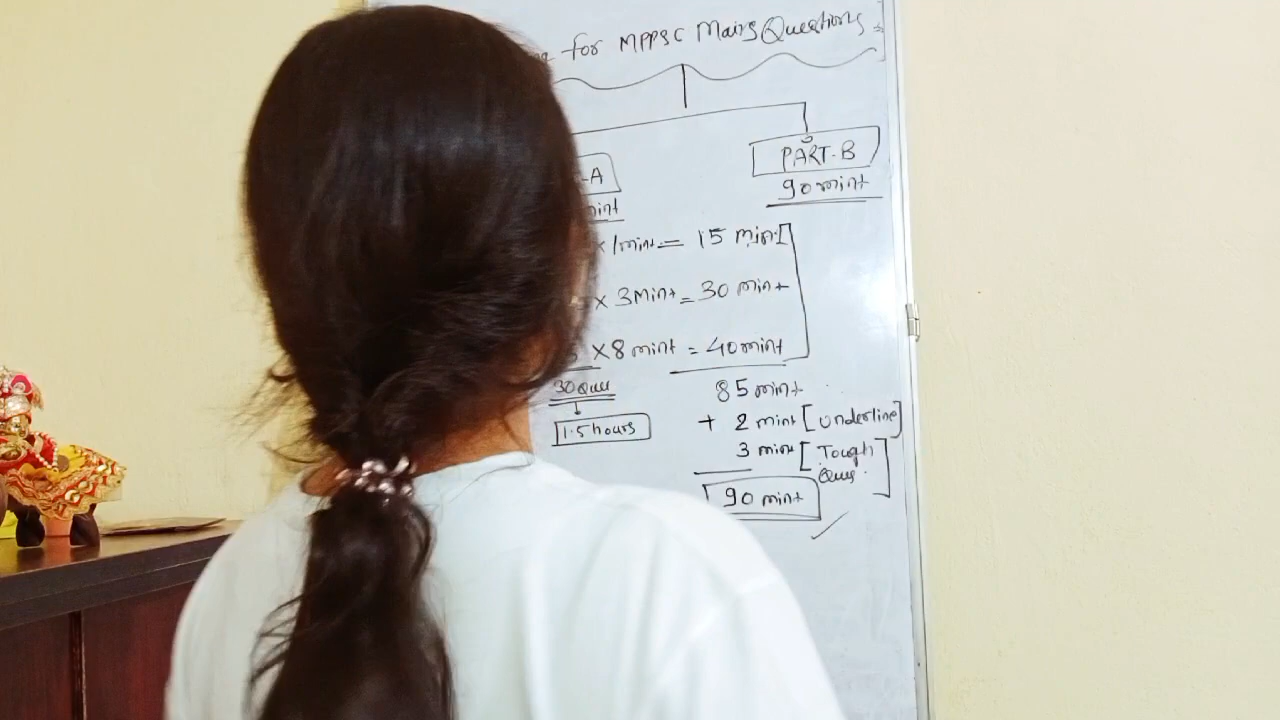 for MPPSC Mains Questions
PART-B
-A
90 mint
mint
× 1 mint = 15 min
× 3 Mint = 30 mint
× 8 mint = 40 mint
30 Ques
85 mint
1.5 hours
+ 2 mint [underline]
3 mint [Tough
Ques.]
90 mint